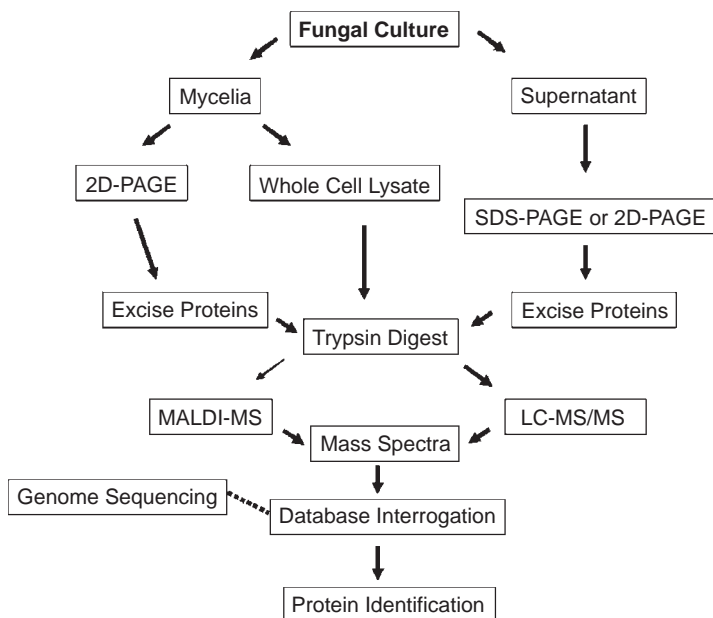 Fungal Culture
Mycelia
Supernatant
2D-PAGE
Whole Cell Lysate
SDS-PAGE or 2D-PAGE
Excise Proteins
Excise Proteins
Trypsin Digest
MALDI-MS
LC-MS/MS
Mass Spectra
Genome Sequencing
Database Interrogation
Protein Identification